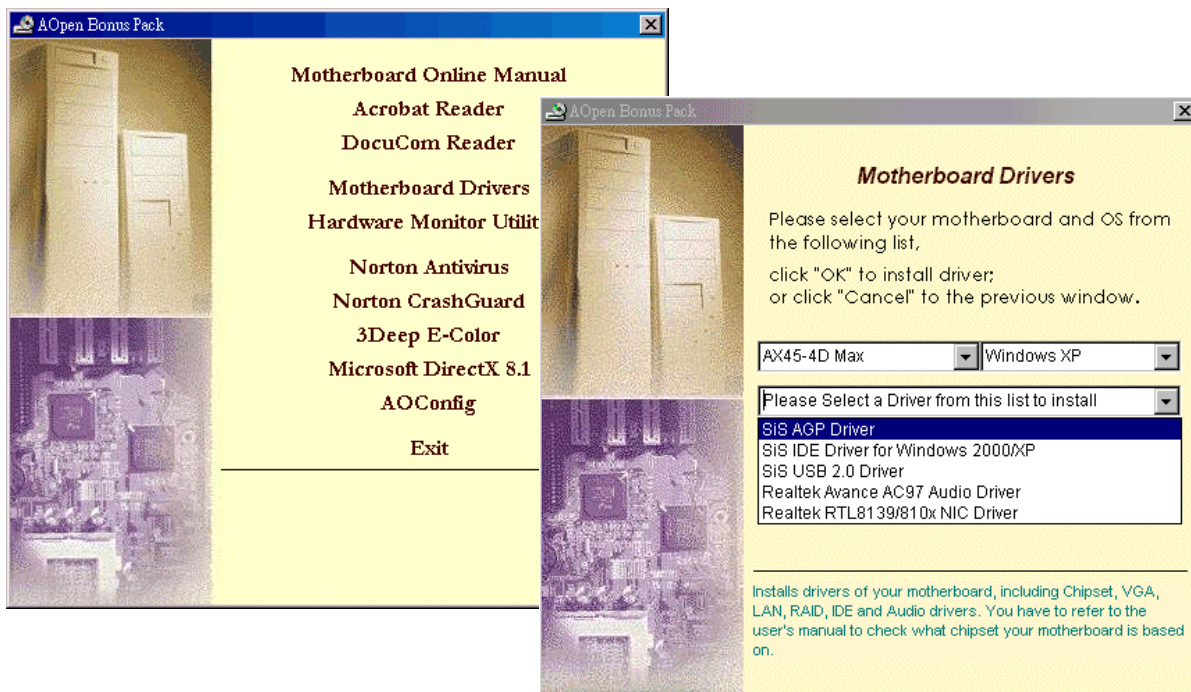 AOpen Bonus Pack
Motherboard Online Manual
Acrobat Reader
DocuCom Reader
Motherboard Drivers
Hardware Monitor Utilit
Norton Antivirus
Norton CrashGuard
3Deep E-Color
Microsoft DirectX 8.1
AOConfig
Exit
AOpen Bonus Pack
Motherboard Drivers
Please select your motherboard and OS from
the following list,
click "OK" to install driver;
or click "Cancel" to the previous window.
AX45-4D Max Windows XP
Please Select a Driver from this list to install
SiS AGP Driver
SiS IDE Driver for Windows 2000/XP
SiS USB 2.0 Driver
Realtek Avance AC97 Audio Driver
Realtek RTL8139/810x NIC Driver
Installs drivers of your motherboard, including Chipset, VGA,
LAN, RAID, IDE and Audio drivers. You have to refer to the
user's manual to check what chipset your motherboard is based
on.